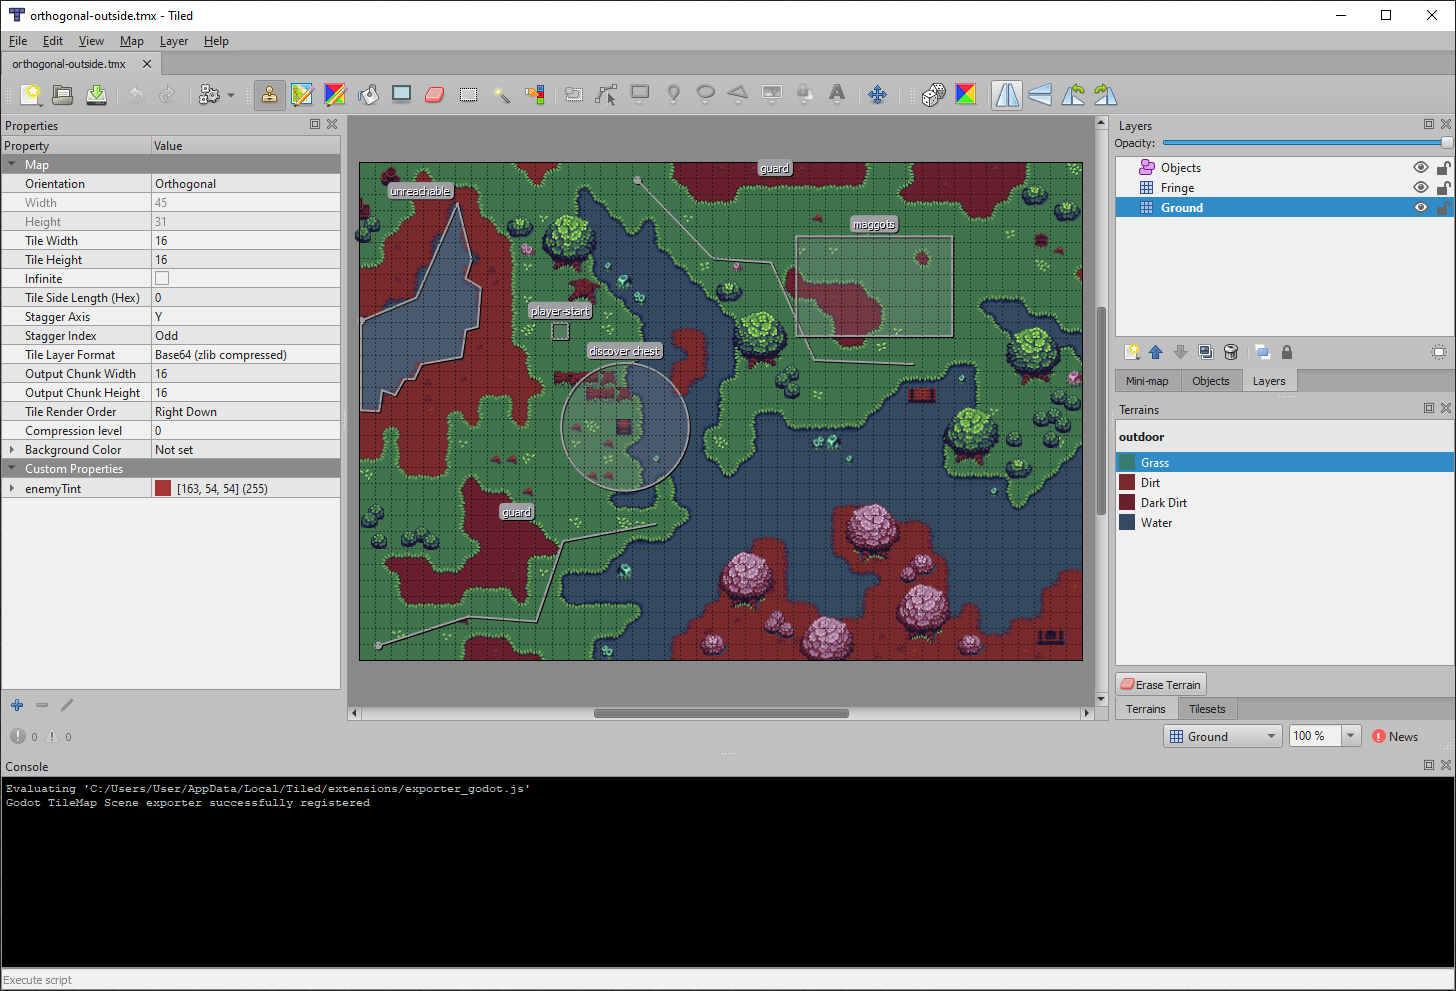 orthogonal-outside.tmx - Tiled
File Edit View Map Layer Help
orthogonal-outside.tmx
Properties
Property Value
Map
Orientation Orthogonal
Width 45
Height 31
Tile Width 16
Tile Height 16
Infinite
Tile Side Length (Hex) 0
Stagger Axis Y
Stagger Index Odd
Tile Layer Format Base64 (zlib compressed)
Output Chunk Width 16
Output Chunk Height 16
Tile Render Order Right Down
Compression level 0
Background Color Not set
Custom Properties
enemyTint [163, 54, 54] (255)
0 0
guard
unreachable
maggots
player-start
discover chest
guard
Layers
Opacity:
Objects
Fringe
Ground
Mini-map Objects Layers
Terrains
outdoor
Grass
Dirt
Dark Dirt
Water
Erase Terrain
Terrains Tilesets
Ground 100 % News
Console
Evaluating 'C:/Users/User/AppData/Local/Tiled/extensions/exporter_godot.js'
Godot TileMap Scene exporter successfully registered
Execute script